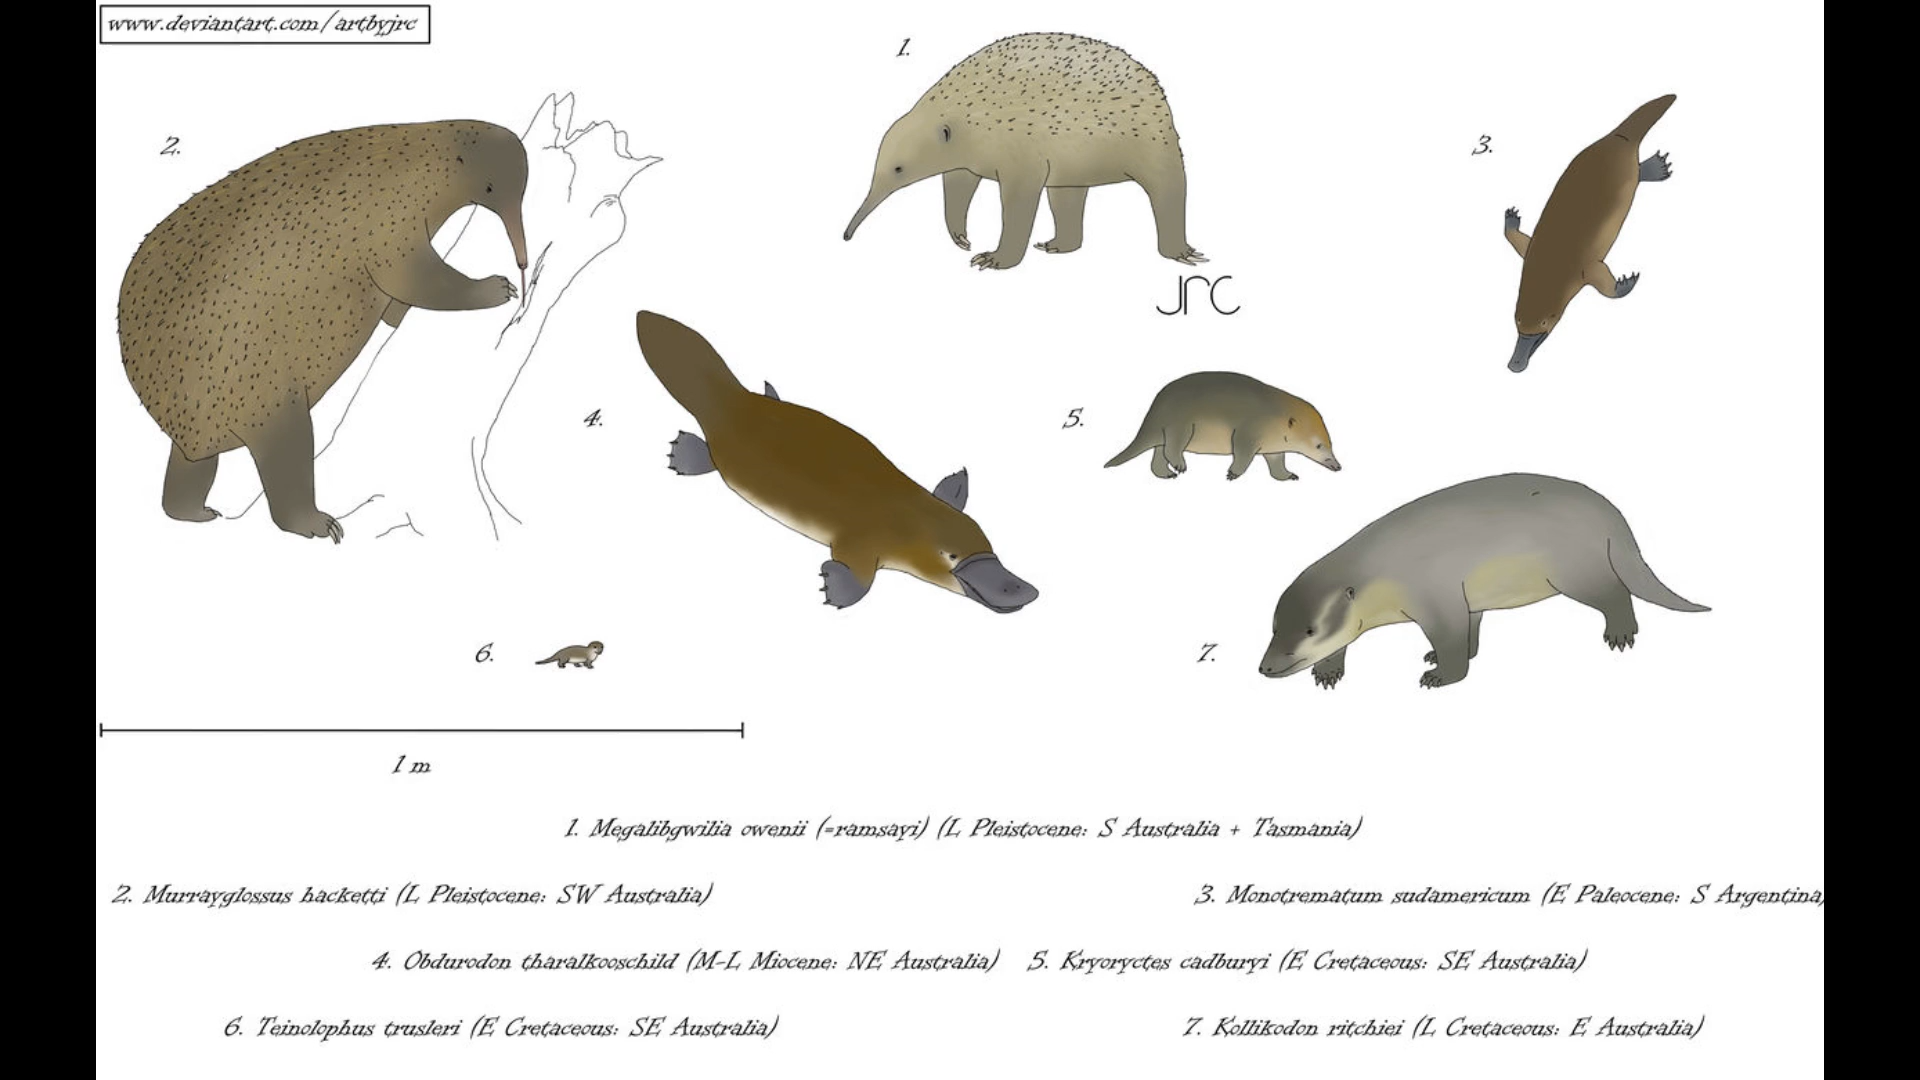 www.deviantart.com/artbyjrc
1.
2.
3.
JrC
4.
5.
6.
7.
1 m
1. Megalibgwilia owenii (=ramsayi) (L Pleistocene: S Australia + Tasmania)
2. Murrayglossus hacketti (L Pleistocene: SW Australia)
3. Monotrematum sudamericum (E Paleocene: S Argentina)
4. Obdurodon tharalkooschild (M-L Miocene: NE Australia)
5. Kryoryctes cadburyi (E Cretaceous: SE Australia)
6. Teinolophus trusleri (E Cretaceous: SE Australia)
7. Kollikodon ritchiei (L Cretaceous: E Australia)